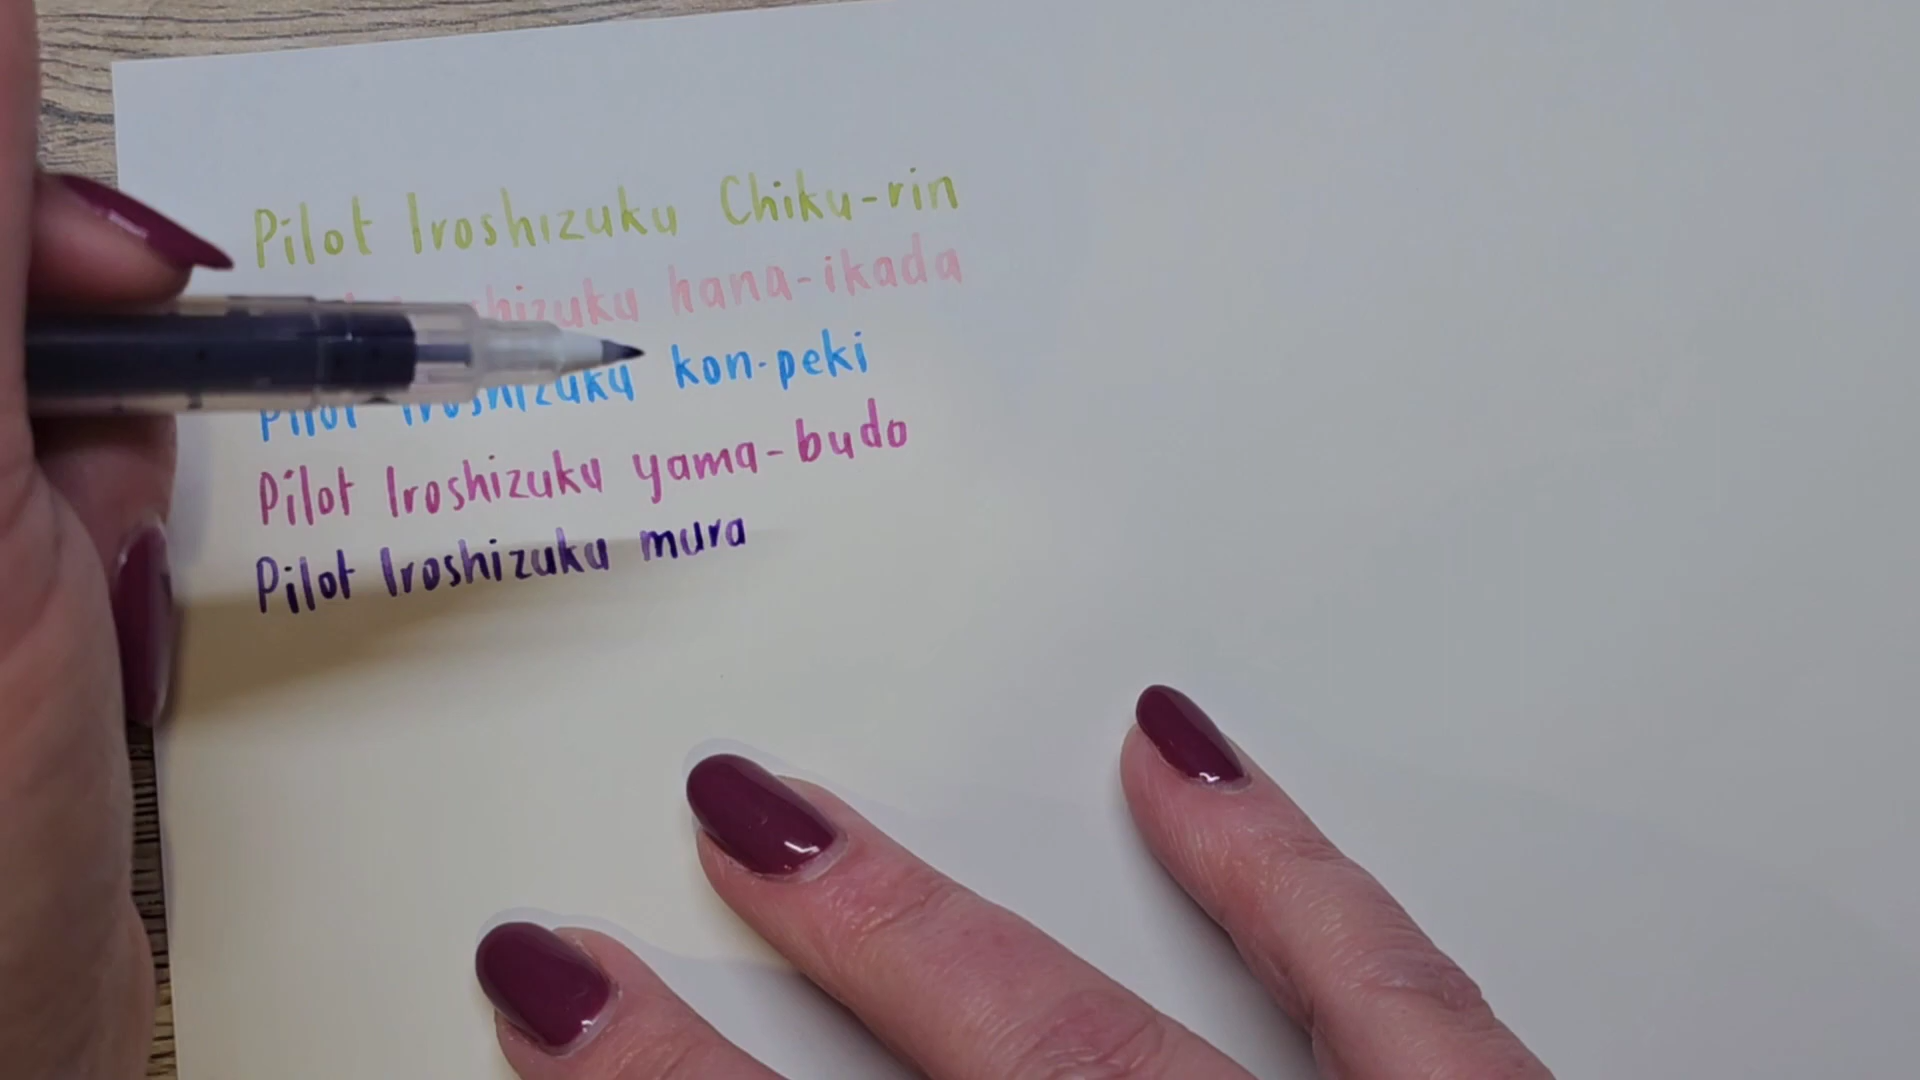 Pilot Iroshizuku Chiku-rin
hana-ikada
Pilot Iroshizuku kon-peki
Pilot Iroshizuku yama-budo
Pilot Iroshizuku mura